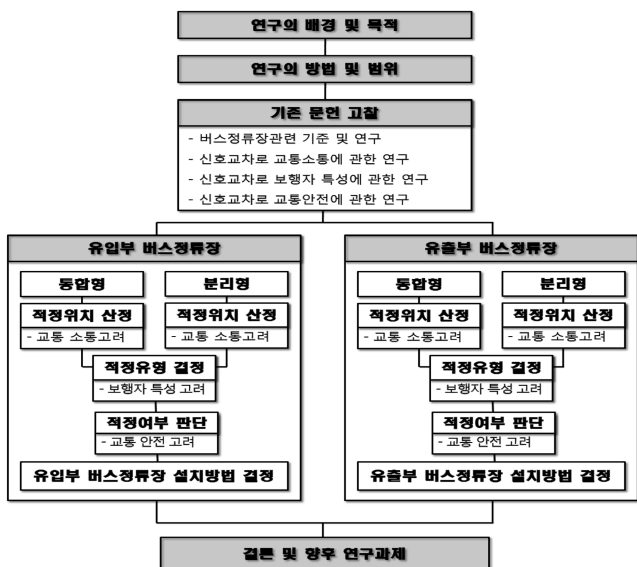 연구의 배경 및 목적
연구의 방법 및 범위
기존 문헌 고찰
- 버스정류장관련 기준 및 연구
- 신호교차로 교통소통에 관한 연구
- 신호교차로 보행자 특성에 관한 연구
- 신호교차로 교통안전에 관한 연구
유입부 버스정류장
통합형
분리형
적정위치 산정
- 교통 소통고려
적정위치 산정
- 교통 소통고려
적정유형 결정
- 보행자 특성 고려
적정여부 판단
- 교통 안전 고려
유입부 버스정류장 설치방법 결정
유출부 버스정류장
통합형
분리형
적정위치 산정
- 교통 소통고려
적정위치 산정
- 교통 소통고려
적정유형 결정
- 보행자 특성 고려
적정여부 판단
- 교통 안전 고려
유출부 버스정류장 설치방법 결정
결론 및 향후 연구과제